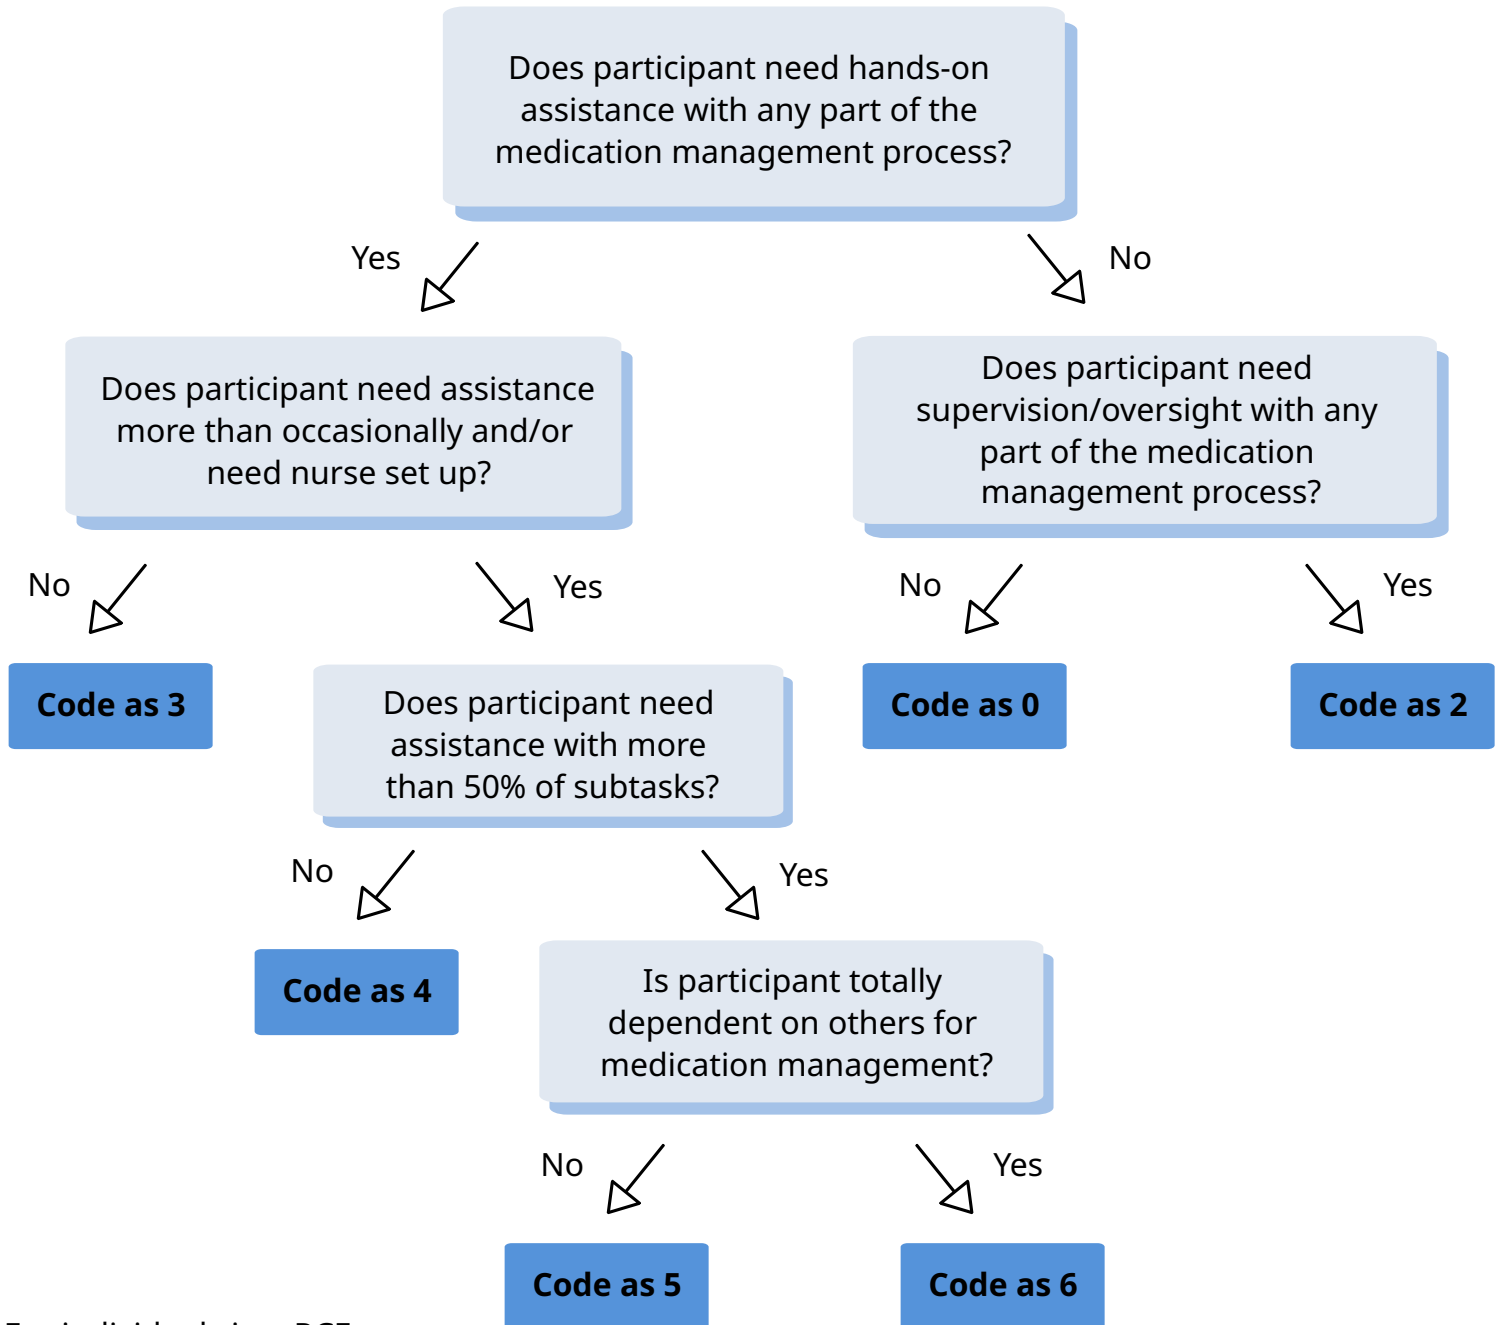 Does participant need hands-on
assistance with any part of the
medication management process?
Yes
No
Does participant need assistance
more than occasionally and/or
need nurse set up?
Does participant need
supervision/oversight with any
part of the medication
management process?
No
Yes
No
Yes
Code as 3
Does participant need
assistance with more
than 50% of subtasks?
Code as 0
Code as 2
No
Yes
Code as 4
Is participant totally
dependent on others for
medication management?
No
Yes
Code as 5
Code as 6